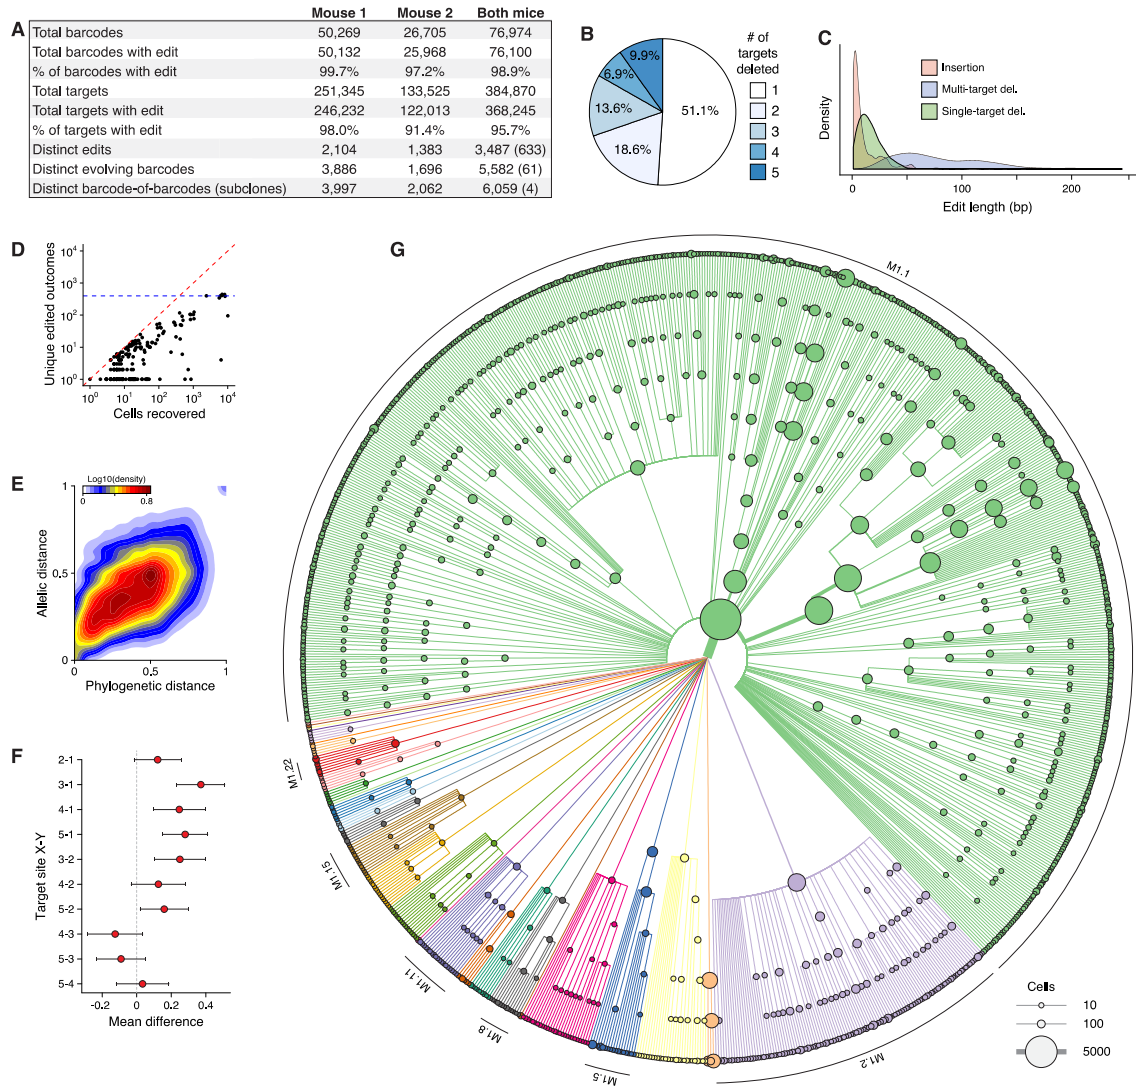 A
Mouse 1 Mouse 2 Both mice
Total barcodes 50,269 26,705 76,974
Total barcodes with edit 50,132 25,968 76,100
% of barcodes with edit 99.7% 97.2% 98.9%
Total targets 251,345 133,525 384,870
Total targets with edit 246,232 122,013 368,245
% of targets with edit 98.0% 91.4% 95.7%
Distinct edits 2,104 1,383 3,487 (633)
Distinct evolving barcodes 3,886 1,696 5,582 (61)
Distinct barcode-of-barcodes (subclones) 3,997 2,062 6,059 (4)
B
9.9%
6.9%
13.6%
18.6%
51.1%
# of
targets
deleted
1
2
3
4
5
C
Density
Insertion
Multi-target del.
Single-target del.
0 100 200
Edit length (bp)
D
Unique edited outcomes
10⁴
10³
10²
10¹
10⁰
10⁰ 10¹ 10² 10³ 10⁴
Cells recovered
E
Log10(density)
0 0.8
Allelic distance
1
0.5
0
0 0.5 1
Phylogenetic distance
F
Target site X-Y
2-1
3-1
4-1
5-1
3-2
4-2
5-2
4-3
5-3
5-4
-0.2 0 0.2 0.4
Mean difference
G
M1.1
M1.22
M1.15
M1.11
M1.8
M1.5
M1.2
Cells
10
100
5000